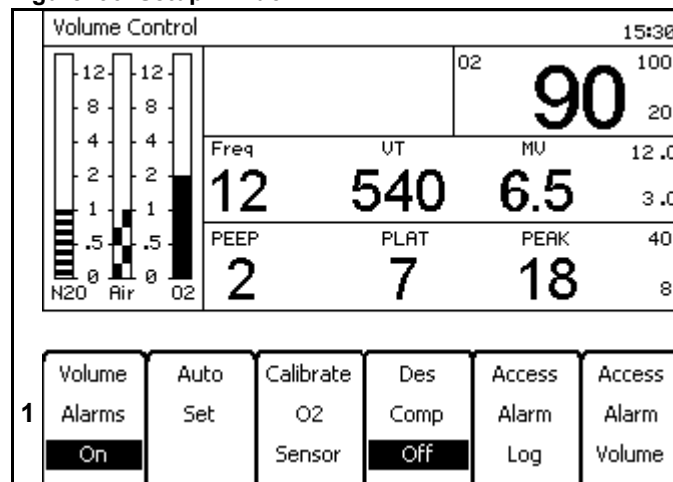 Volume Control 15:30
O2 90 100
20
12 12
8 8
4 4
2 2
1 1
.5 .5
0 0
N2O Air O2
Freq VT MV 12.0
12 540 6.5 3.0
PEEP PLAT PEAK 40
2 7 18 8
Volume Auto Calibrate Des Access Access
1 Alarms Set O2 Comp Alarm Alarm
On Sensor Off Log Volume